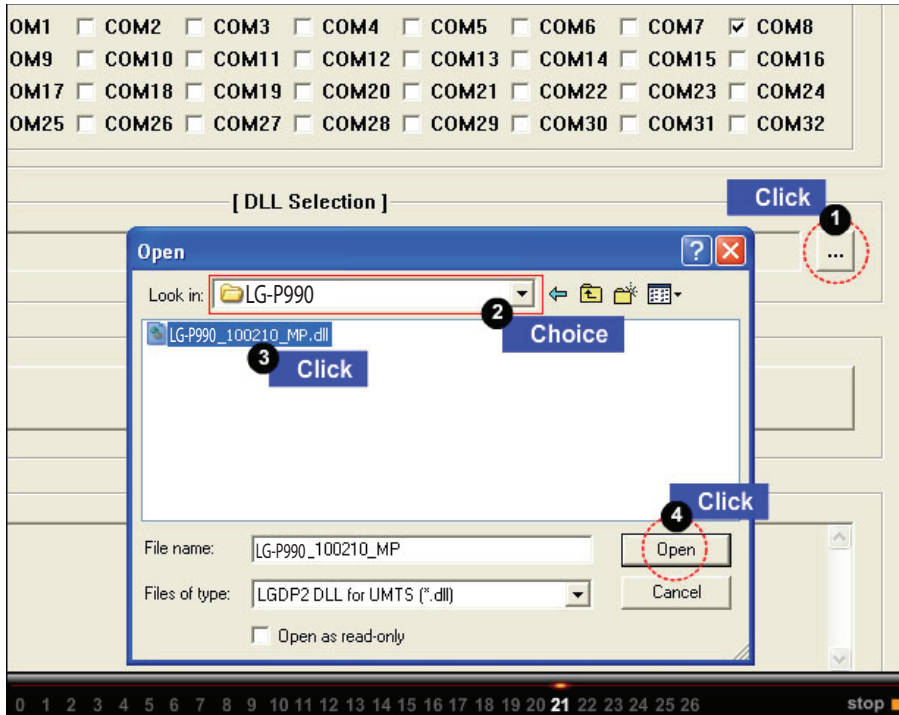 OM1 COM2 COM3 COM4 COM5 COM6 COM7 COM8
OM9 COM10 COM11 COM12 COM13 COM14 COM15 COM16
OM17 COM18 COM19 COM20 COM21 COM22 COM23 COM24
OM25 COM26 COM27 COM28 COM29 COM30 COM31 COM32
[ DLL Selection ]
Click
1
...
Open
Look in: LG-P990
2
Choice
LG-P990_100210_MP.dll
3
Click
Click
4
File name: LG-P990_100210_MP
Open
Files of type: LGDP2 DLL for UMTS (*.dll)
Cancel
Open as read-only
0 1 2 3 4 5 6 7 8 9 10 11 12 13 14 15 16 17 18 19 20 21 22 23 24 25 26 stop